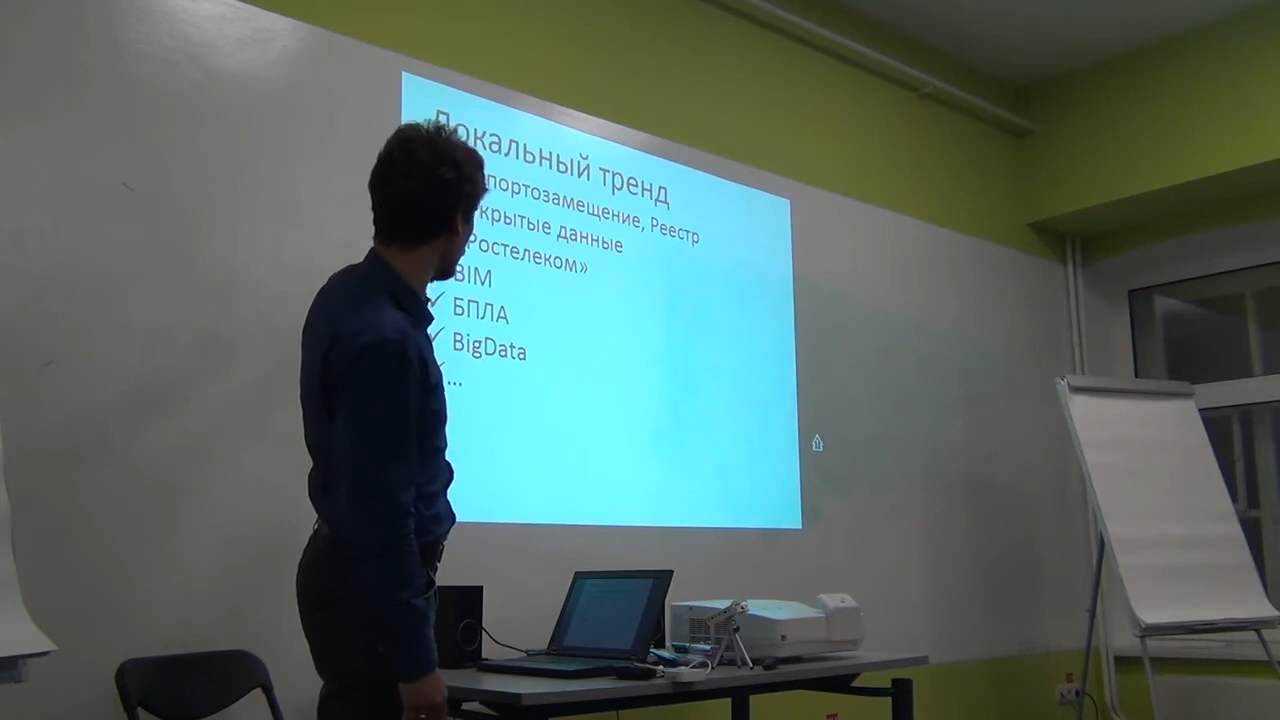 Локальный тренд
портозамещение, Реестр
крытые данные
Ростелеком»
BIM
✓ БПЛА
✓ BigData
✓ ...